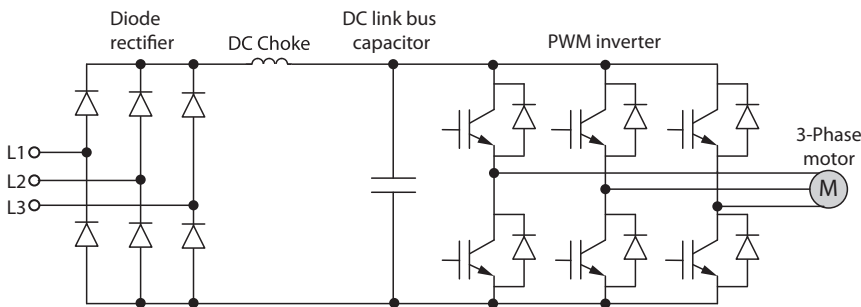 Diode
rectifier
DC Choke
DC link bus
capacitor
PWM inverter
3-Phase
motor
L1
L2
L3
M